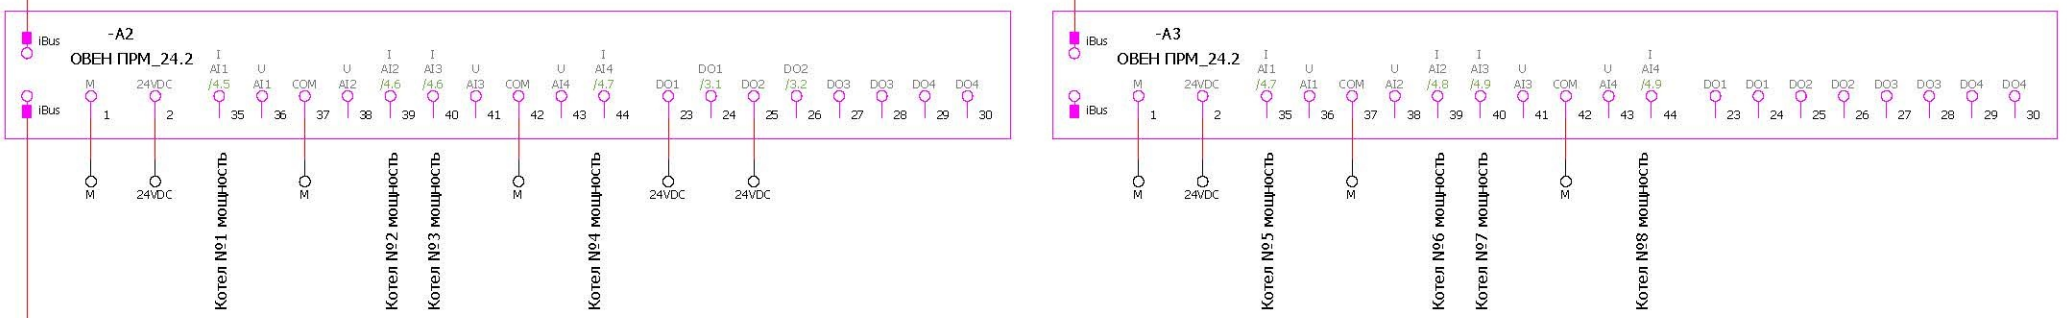 -A2
iBus
ОВЕН ПРМ_24.2
I I I I
AI1 U U AI2 AI3 U U AI4 DO1 DO2
M 24VDC /4.5 AI1 COM AI2 /4.6 /4.6 AI3 COM AI4 /4.7 DO1 /3.1 DO2 /3.2 DO3 DO3 DO4 DO4
iBus 1 2 35 36 37 38 39 40 41 42 43 44 23 24 25 26 27 28 29 30
M 24VDC M M 24VDC 24VDC
Котел №1 мощность
Котел №2 мощность
Котел №3 мощность
Котел №4 мощность
-A3
iBus
ОВЕН ПРМ_24.2
I I I I
AI1 U U AI2 AI3 U U AI4
M 24VDC /4.7 AI1 COM AI2 /4.8 /4.9 AI3 COM AI4 /4.9 DO1 DO1 DO2 DO2 DO3 DO3 DO4 DO4
iBus 1 2 35 36 37 38 39 40 41 42 43 44 23 24 25 26 27 28 29 30
M 24VDC M M
Котел №5 мощность
Котел №6 мощность
Котел №7 мощность
Котел №8 мощность